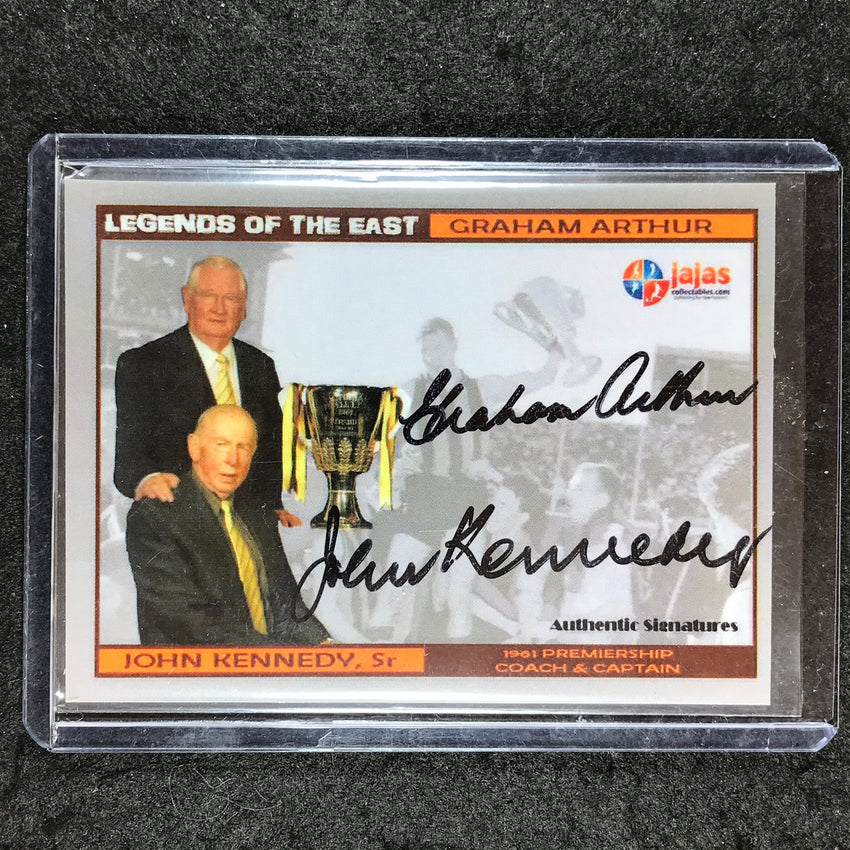 LEGENDS OF THE EAST
GRAHAM ARTHUR
jajas
collectables.com
Graham Arthur
John Kennedy
Authentic Signatures
JOHN KENNEDY, Sr
1961 PREMIERSHIP
COACH & CAPTAIN